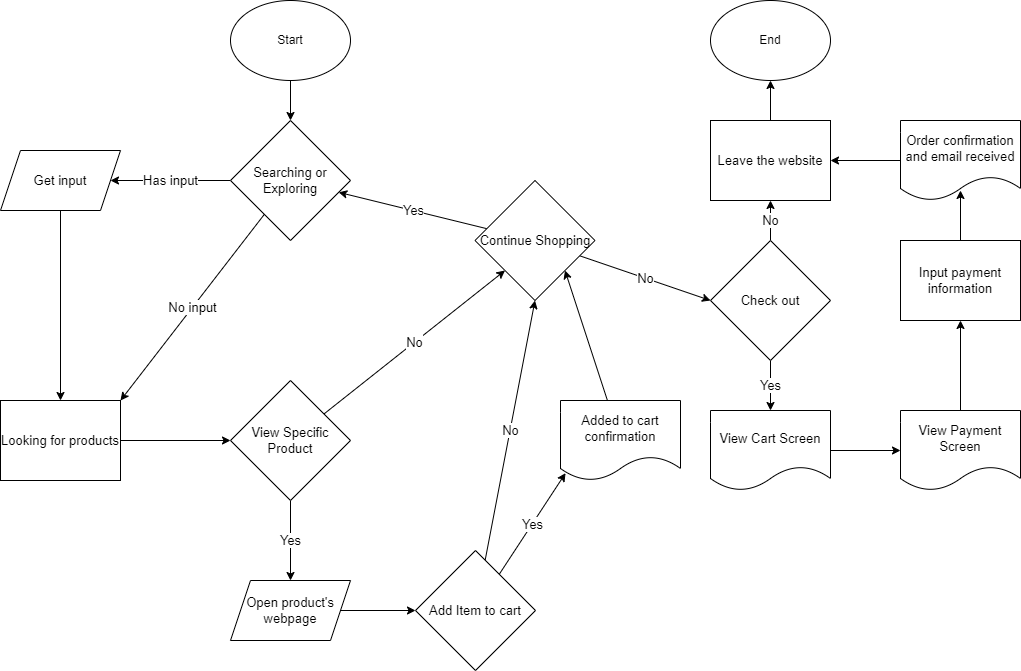 Start
End
Searching or
Exploring
Has input
Get input
No input
Yes
Continue Shopping
No
Leave the website
Order confirmation
and email received
No
Check out
Input payment
information
No
Yes
Looking for products
View Specific
Product
No
Added to cart
confirmation
View Cart Screen
View Payment
Screen
Yes
Yes
Open product's
webpage
Add Item to cart